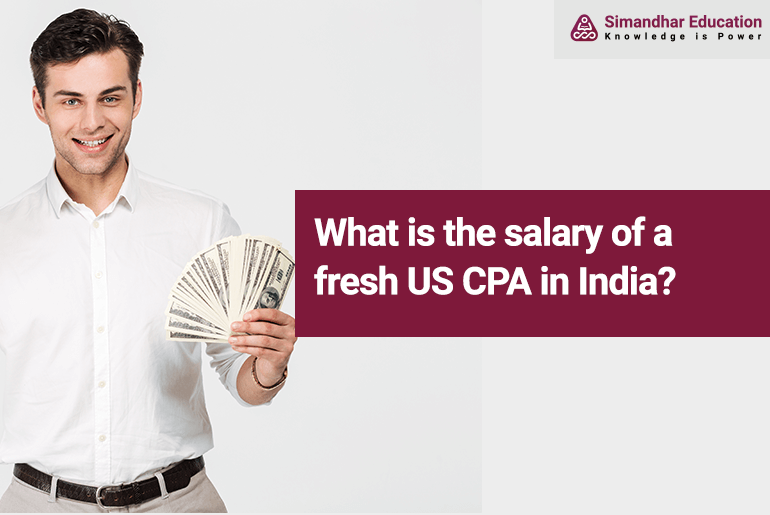 Simandhar Education
Knowledge is Power
What is the salary of a
fresh US CPA in India?